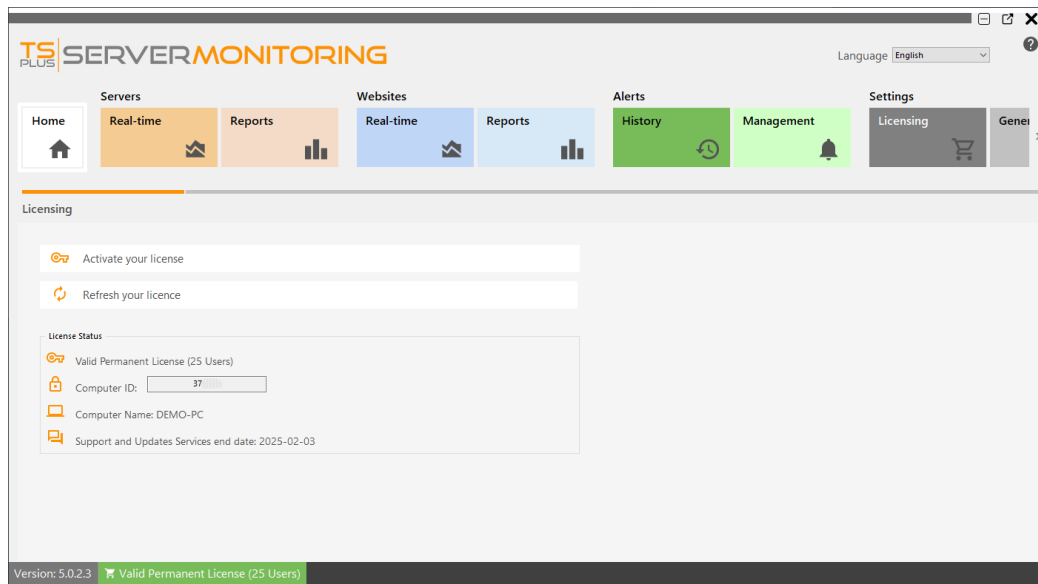 TS PLUS SERVERMONITORING
Language English
Servers Websites Alerts Settings
Home Real-time Reports Real-time Reports History Management Licensing
Licensing
Activate your license
Refresh your licence
License Status
Valid Permanent License (25 Users)
Computer ID: 37
Computer Name: DEMO-PC
Support and Updates Services end date: 2025-02-03
Version: 5.0.2.3 Valid Permanent License (25 Users)